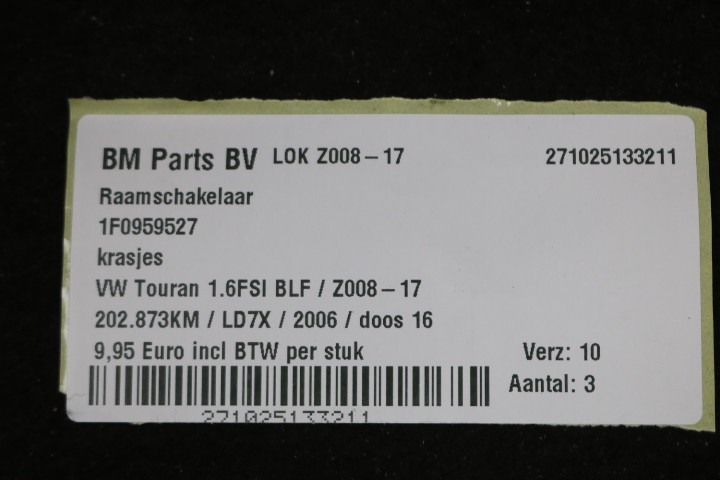 BM Parts BV LOK Z008-17 271025133211
Raamschakelaar
1F0959527
krasjes
VW Touran 1.6FSI BLF / Z008-17
202.873KM / LD7X / 2006 / doos 16
9,95 Euro incl BTW per stuk Verz: 10
Aantal: 3
271025133211